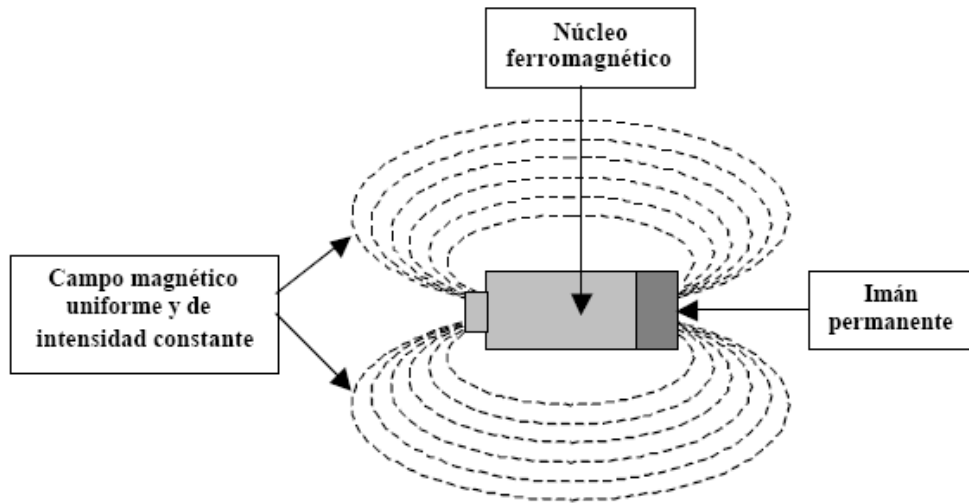 Núcleo
ferromagnético
Campo magnético
uniforme y de
intensidad constante
Imán
permanente